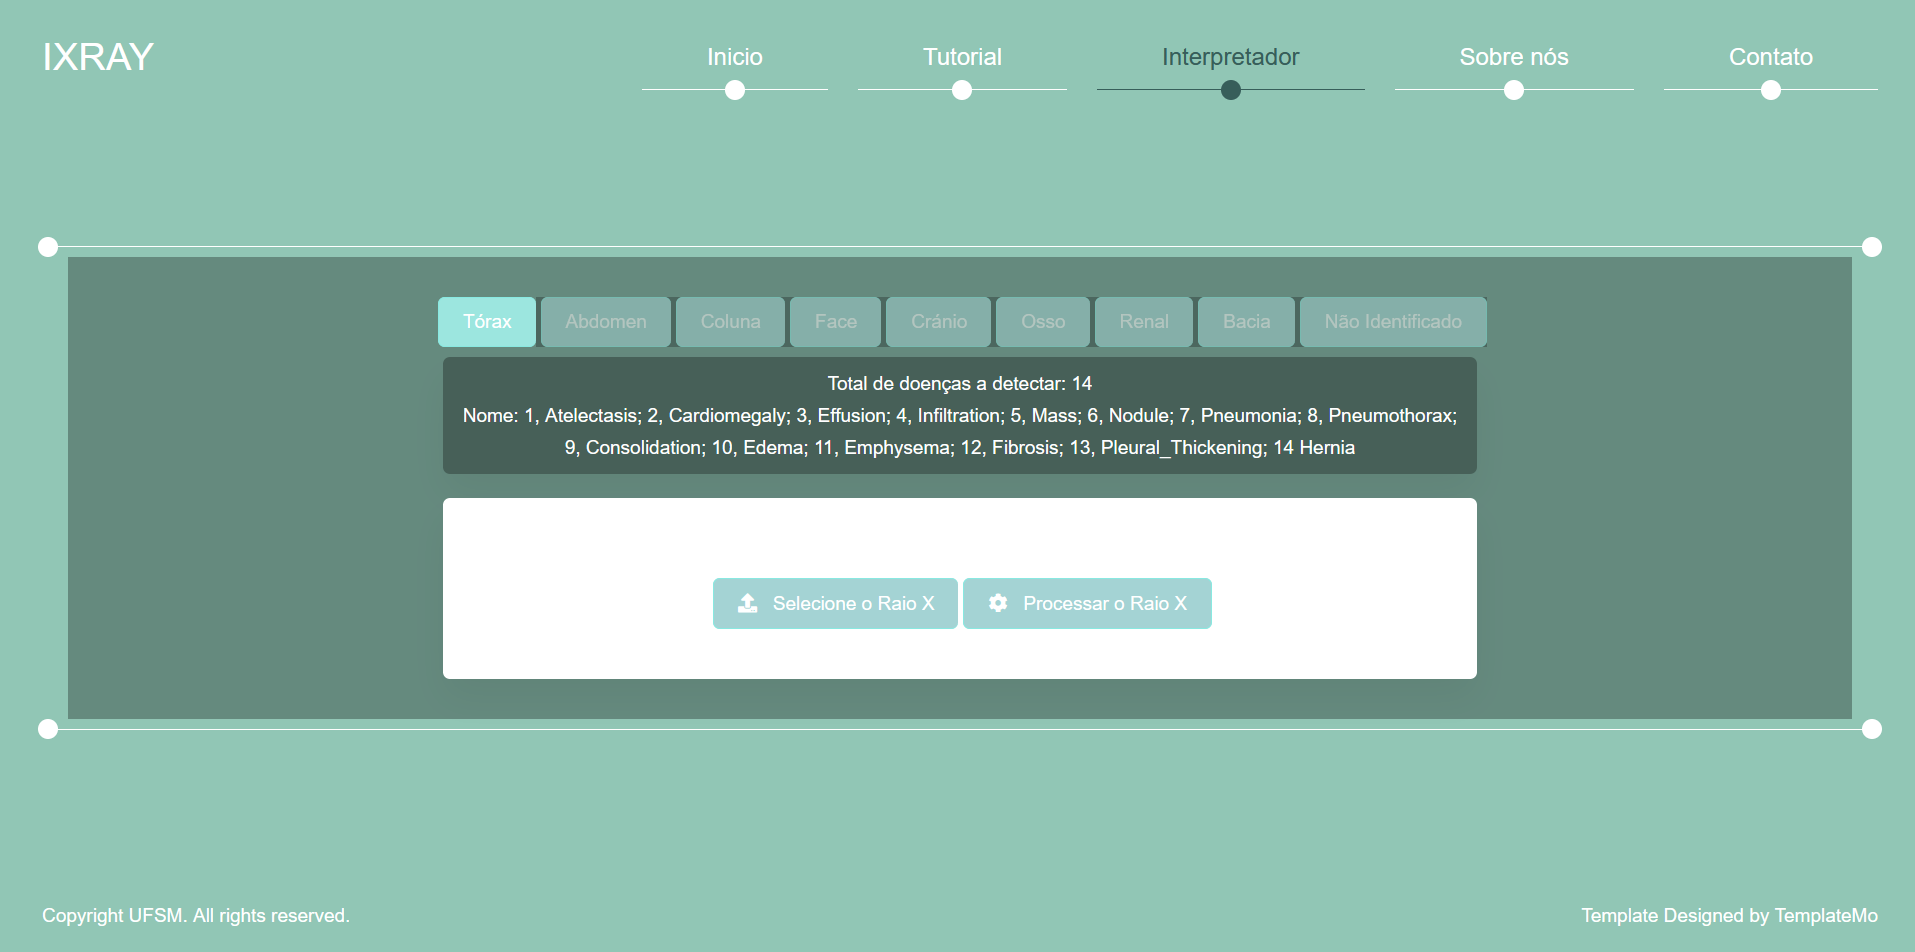 IXRAY
Inicio Tutorial Interpretador Sobre nós Contato
Tórax Abdomen Coluna Face Cránio Osso Renal Bacia Não Identificado
Total de doenças a detectar: 14
Nome: 1, Atelectasis; 2, Cardiomegaly; 3, Effusion; 4, Infiltration; 5, Mass; 6, Nodule; 7, Pneumonia; 8, Pneumothorax;
9, Consolidation; 10, Edema; 11, Emphysema; 12, Fibrosis; 13, Pleural_Thickening; 14 Hernia
Selecione o Raio X Processar o Raio X
Copyright UFSM. All rights reserved. Template Designed by TemplateMo